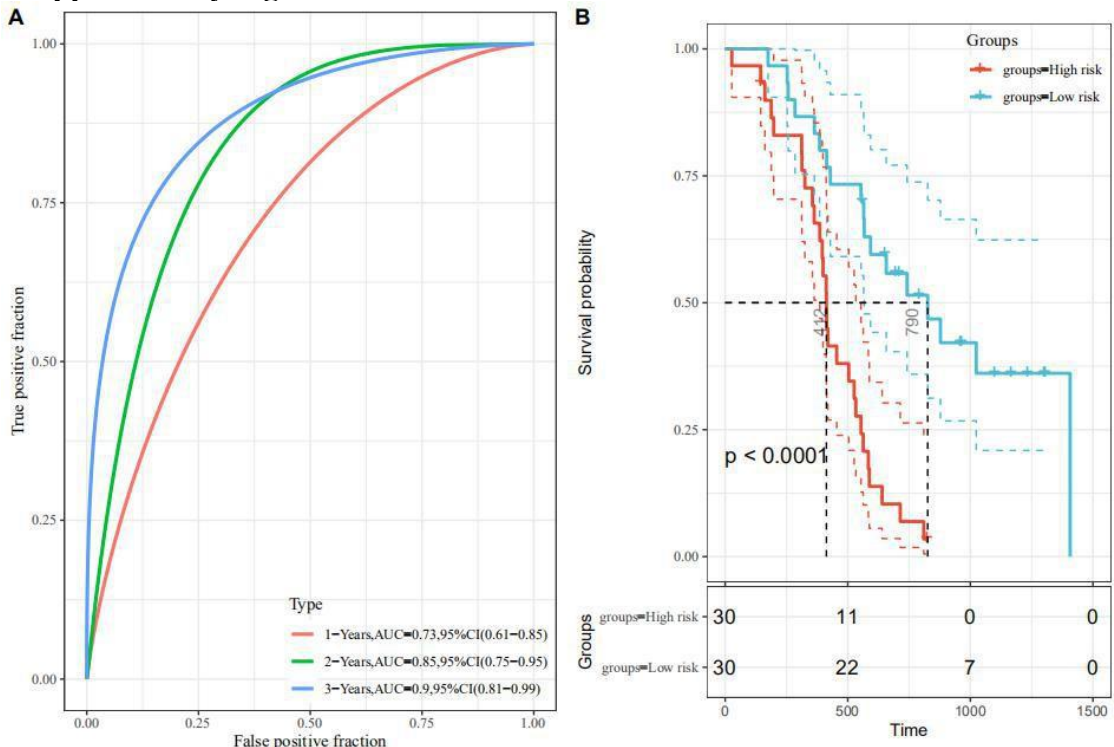 A
1.00
0.75
0.50
0.25
0.00
True positive fraction
Type
1-Years,AUC=0.73,95%CI(0.61-0.85)
2-Years,AUC=0.85,95%CI(0.75-0.95)
3-Years,AUC=0.9,95%CI(0.81-0.99)
0.00 0.25 0.50 0.75 1.00
False positive fraction
B
Groups
groups=High risk
groups=Low risk
1.00
0.75
0.50
0.25
0.00
Survival probability
412
790
p < 0.0001
Groups
groups=High risk 30 11 0 0
groups=Low risk 30 22 7 0
0 500 1000 1500
Time